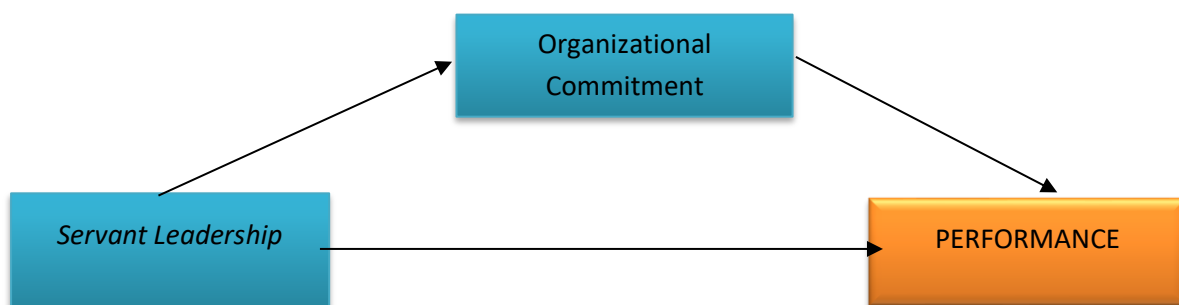 Organizational
Commitment
Servant Leadership
PERFORMANCE